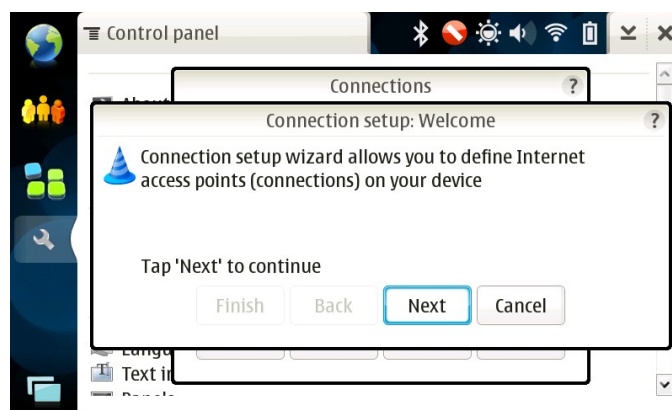 Control panel
Connections
?
Connection setup: Welcome
?
Connection setup wizard allows you to define Internet
access points (connections) on your device
Tap 'Next' to continue
Finish
Back
Next
Cancel
Text